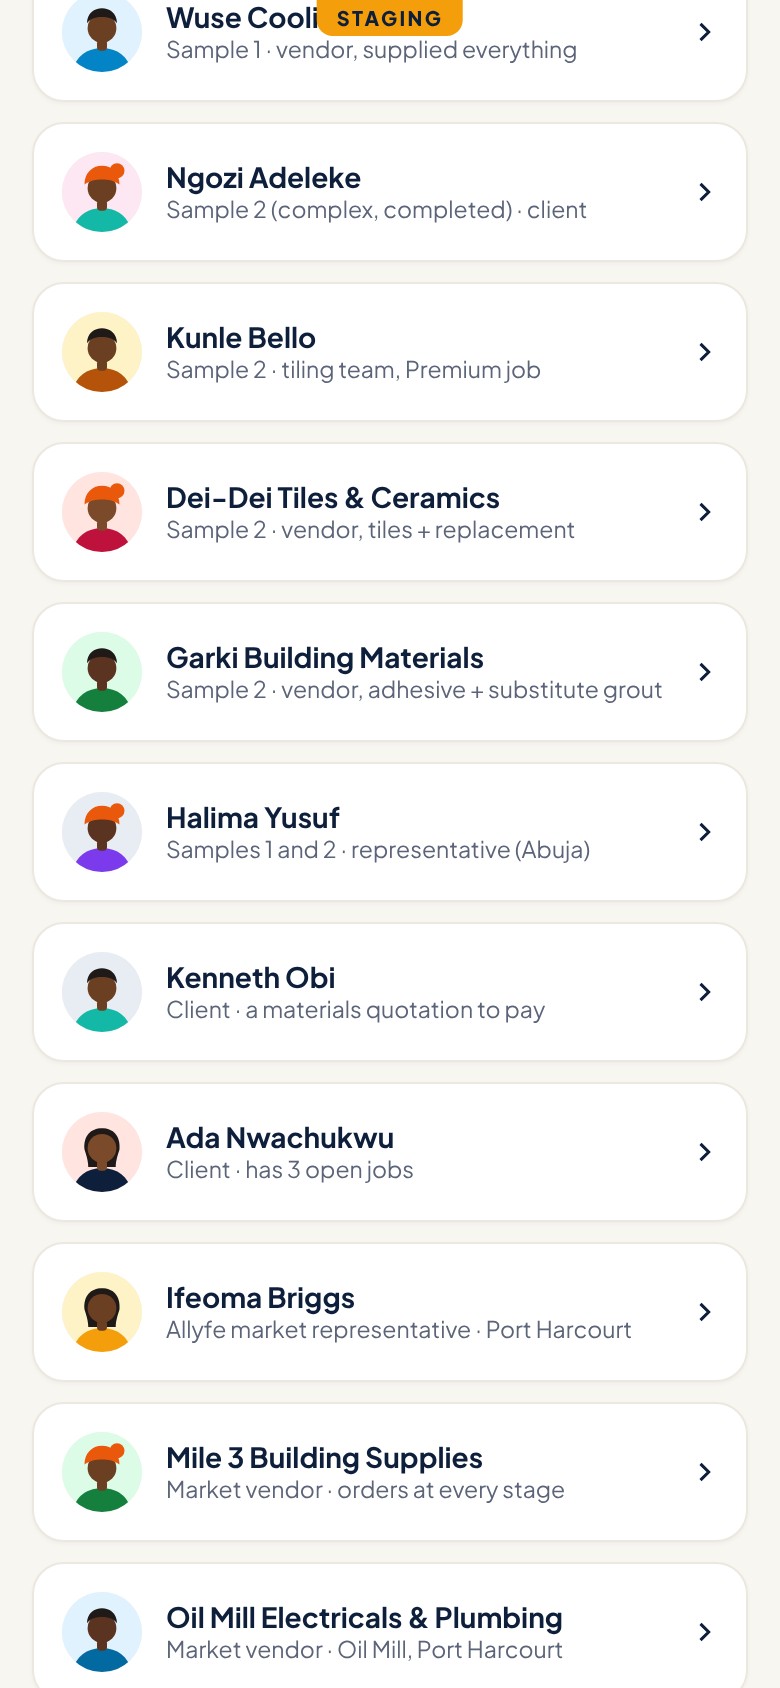 STAGING
Wuse Cooli
Sample 1 · vendor, supplied everything
Ngozi Adeleke
Sample 2 (complex, completed) · client
Kunle Bello
Sample 2 · tiling team, Premium job
Dei-Dei Tiles & Ceramics
Sample 2 · vendor, tiles + replacement
Garki Building Materials
Sample 2 · vendor, adhesive + substitute grout
Halima Yusuf
Samples 1 and 2 · representative (Abuja)
Kenneth Obi
Client · a materials quotation to pay
Ada Nwachukwu
Client · has 3 open jobs
Ifeoma Briggs
Allyfe market representative · Port Harcourt
Mile 3 Building Supplies
Market vendor · orders at every stage
Oil Mill Electricals & Plumbing
Market vendor · Oil Mill, Port Harcourt